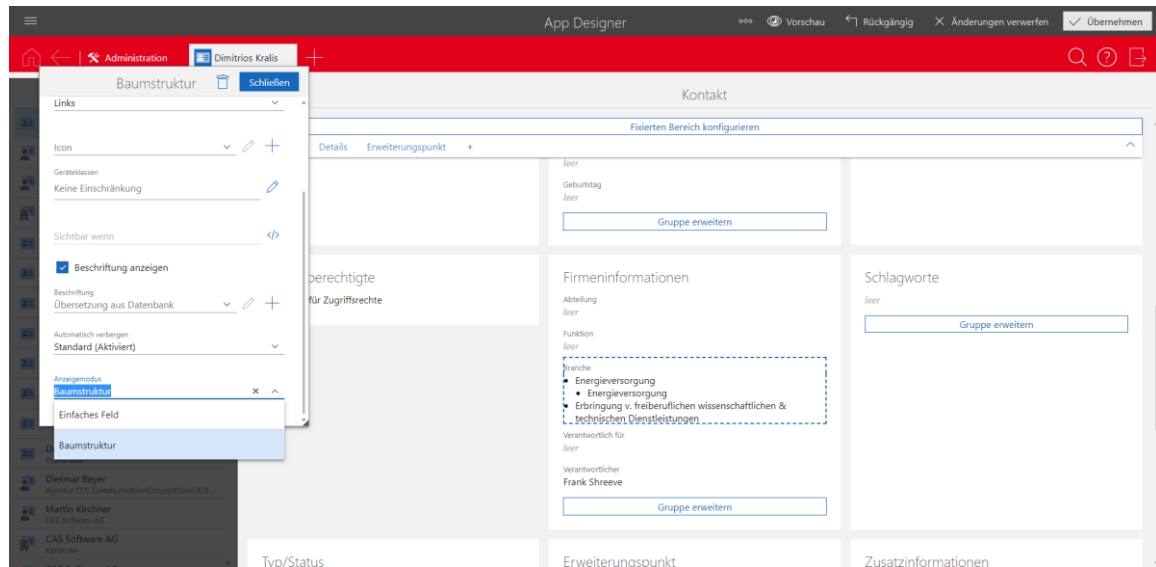 App Designer
Vorschau
Rückgängig
Änderungen verwerfen
Übernehmen
Administration
Dimitrios Kralis
Baumstruktur
Schließen
Links
Icon
Geräteklassen
Keine Einschränkung
Sichtbar wenn
</>
Beschriftung anzeigen
Beschriftung
Übersetzung aus Datenbank
Automatisch verbergen
Standard (Aktiviert)
Anzeigemodus
Baumstruktur
Einfaches Feld
Baumstruktur
Dietmar Beyer
Agentur CCC CommunicationConceptConsult G...
Martin Kirchner
CAS Software AG
CAS Software AG
Karlsruhe
Kontakt
Fixierten Bereich konfigurieren
Details
Erweiterungspunkt
+
leer
Geburtstag
leer
Gruppe erweitern
berechtigte
für Zugriffsrechte
Firmeninformationen
Abteilung
leer
Funktion
leer
Branche
• Energieversorgung
• Energieversorgung
• Erbringung v. freiberuflichen wissenschaftlichen &
technischen Dienstleistungen
Verantwortlich für
leer
Verantwortlicher
Frank Shreeve
Gruppe erweitern
Schlagworte
leer
Gruppe erweitern
Typ/Status
Erweiterungspunkt
Zusatzinformationen